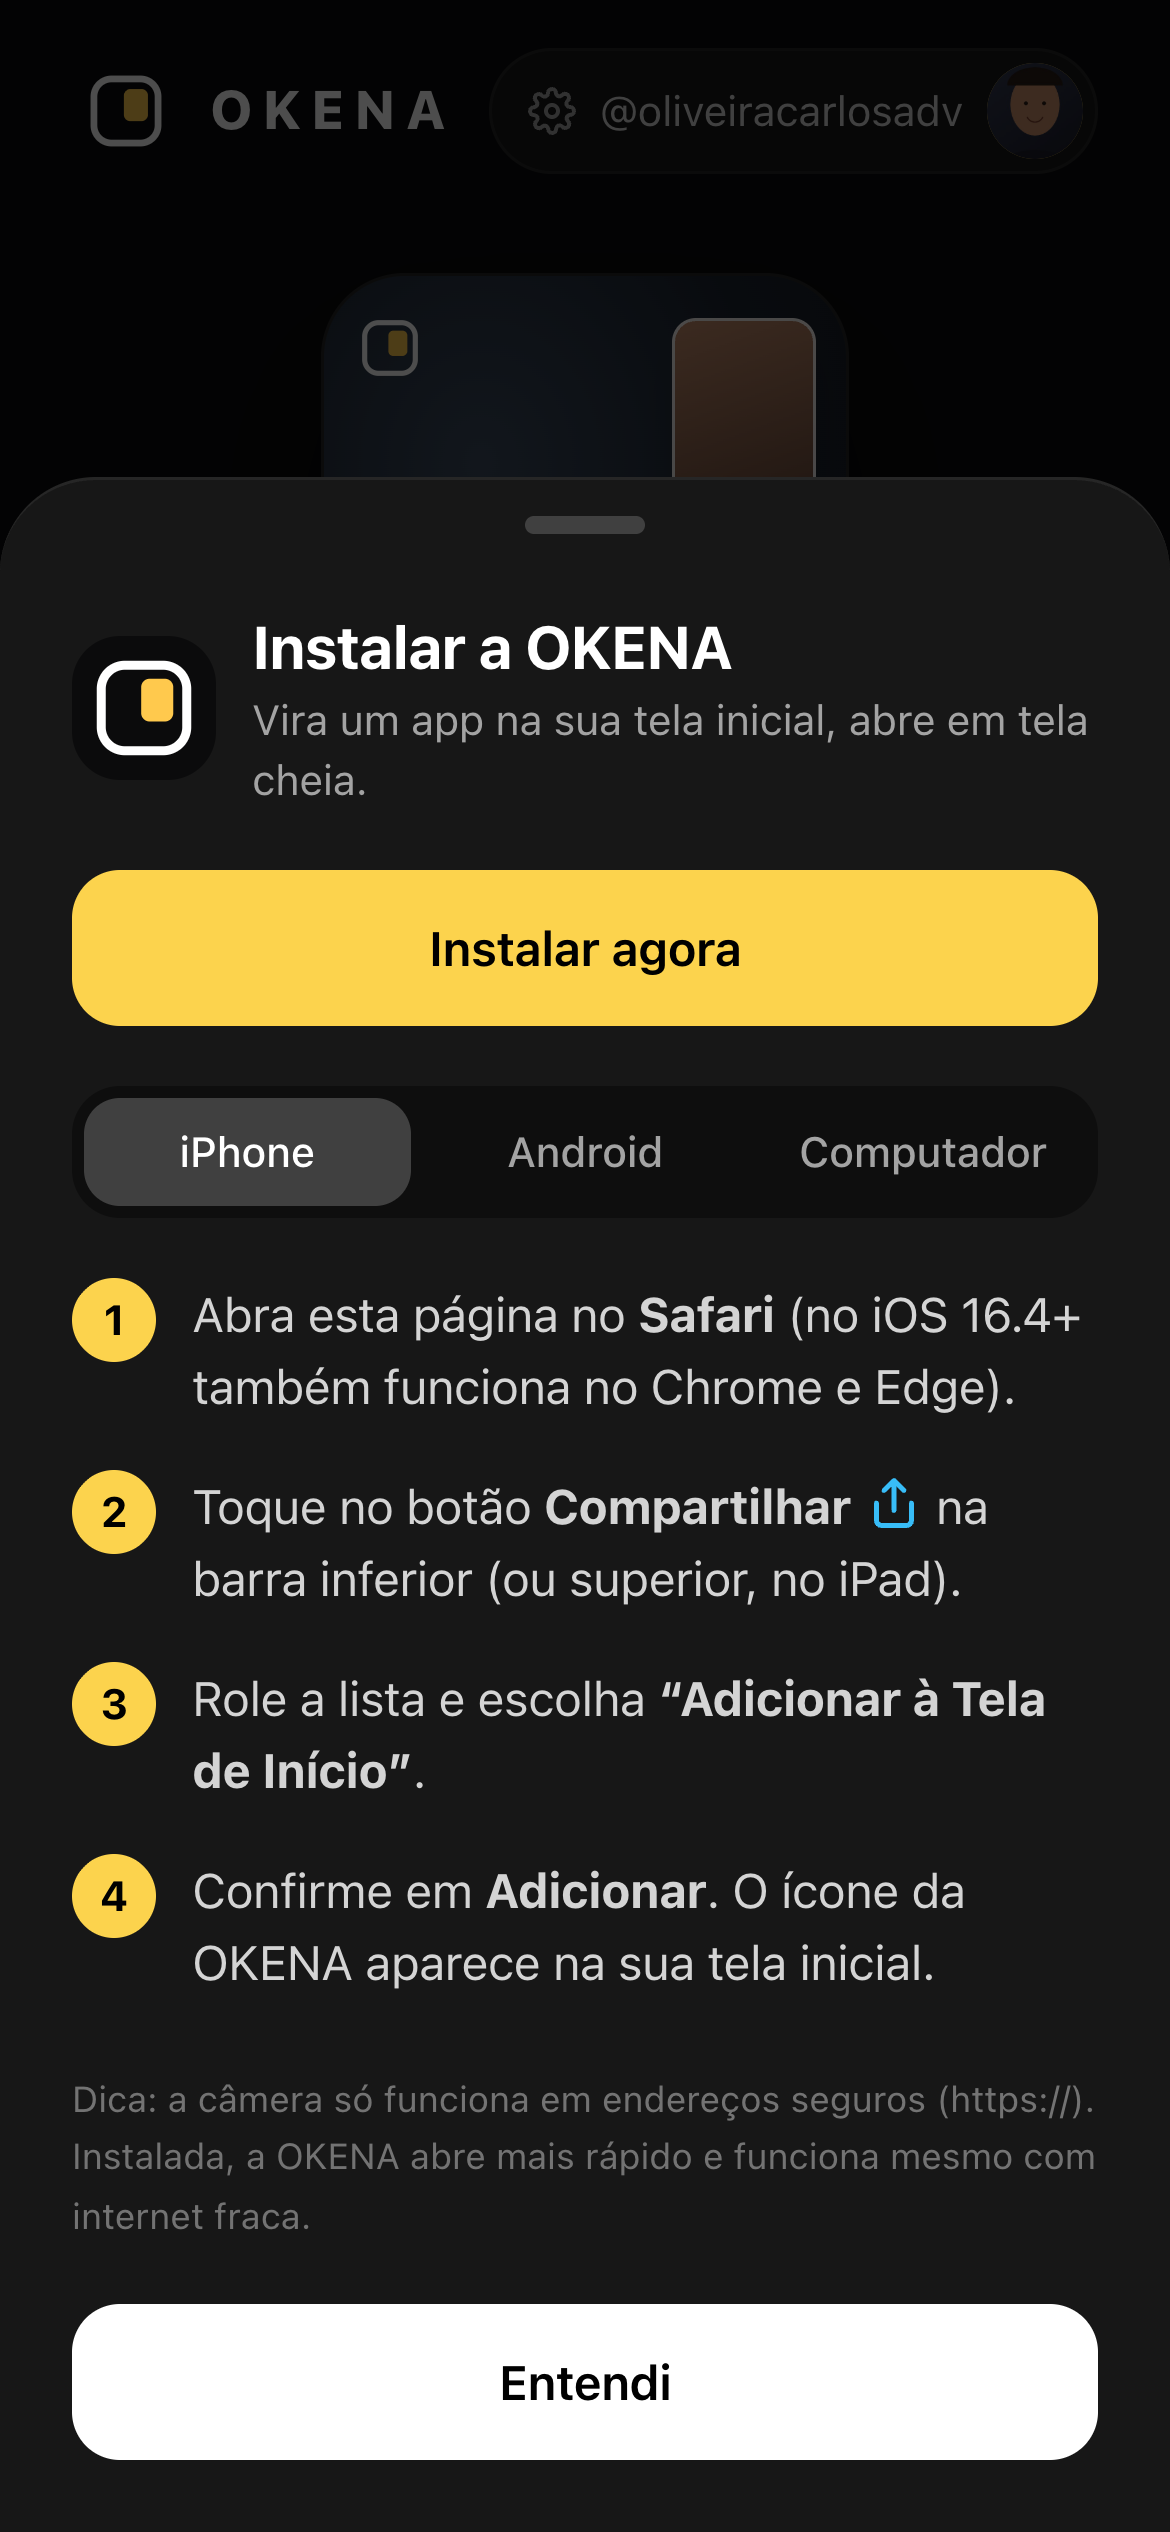 OKENA
@oliveiracarlosadv
Instalar a OKENA
Vira um app na sua tela inicial, abre em tela
cheia.
Instalar agora
iPhone
Android
Computador
1
Abra esta página no Safari (no iOS 16.4+
também funciona no Chrome e Edge).
2
Toque no botão Compartilhar na
barra inferior (ou superior, no iPad).
3
Role a lista e escolha “Adicionar à Tela
de Início”.
4
Confirme em Adicionar. O ícone da
OKENA aparece na sua tela inicial.
Dica: a câmera só funciona em endereços seguros (https://).
Instalada, a OKENA abre mais rápido e funciona mesmo com
internet fraca.
Entendi